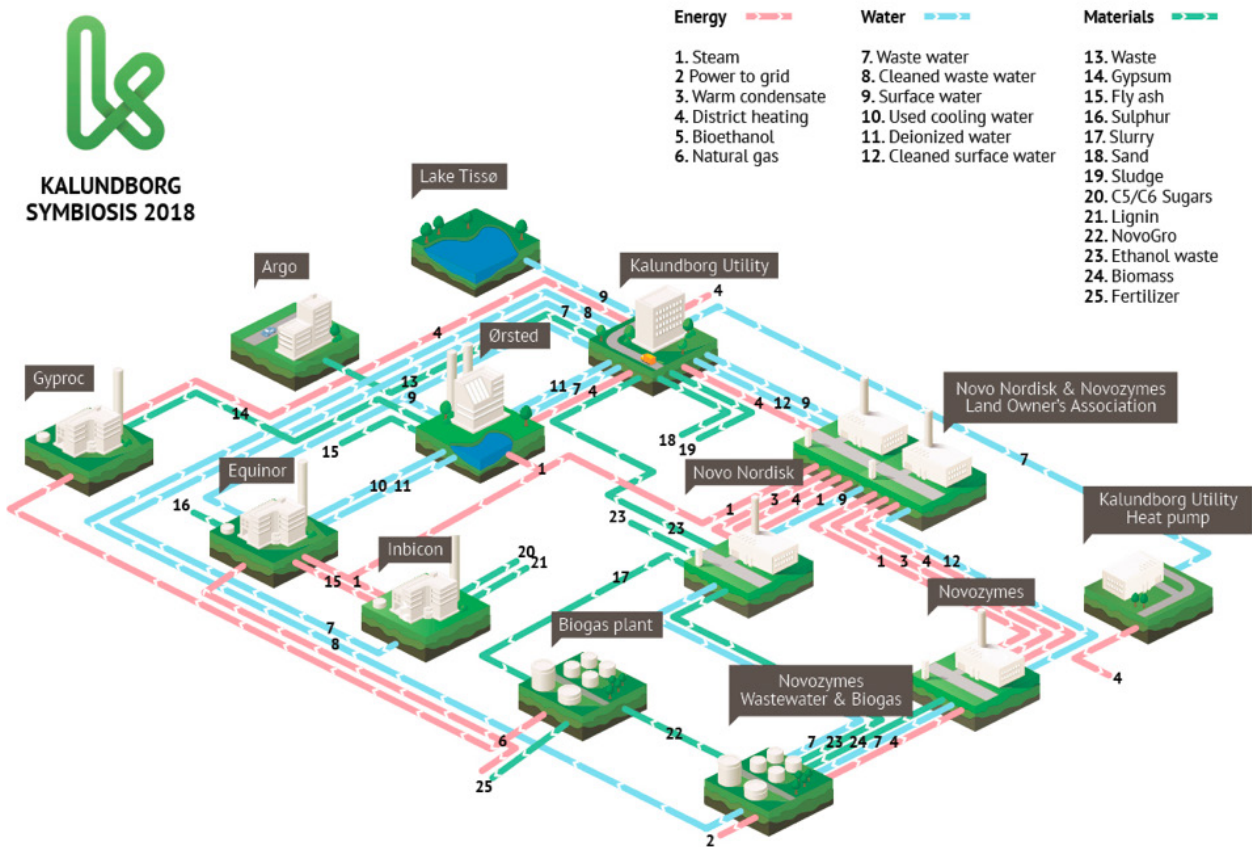 KALUNDBORG
SYMBIOSIS 2018
Energy
1. Steam
2 Power to grid
3. Warm condensate
4. District heating
5. Bioethanol
6. Natural gas
Water
7. Waste water
8. Cleaned waste water
9. Surface water
10. Used cooling water
11. Deionized water
12. Cleaned surface water
Materials
13. Waste
14. Gypsum
15. Fly ash
16. Sulphur
17. Slurry
18. Sand
19. Sludge
20. C5/C6 Sugars
21. Lignin
22. NovoGro
23. Ethanol waste
24. Biomass
25. Fertilizer
Lake Tissø
Argo
Kalundborg Utility
4
9
7 8
4
Ørsted
Gyproc
13
9
11 7 4
14
15
4 12 9
18
19
Novo Nordisk & Novozymes
Land Owner's Association
7
Equinor
10 11
1
Novo Nordisk
1 3 4 1 9
Kalundborg Utility
Heat pump
16
23
23
Inbicon
20
21
15 1
17
1 3 4 12
Novozymes
7
8
Biogas plant
Novozymes
Wastewater & Biogas
4
6
22
7 23 24 7 4
25
2